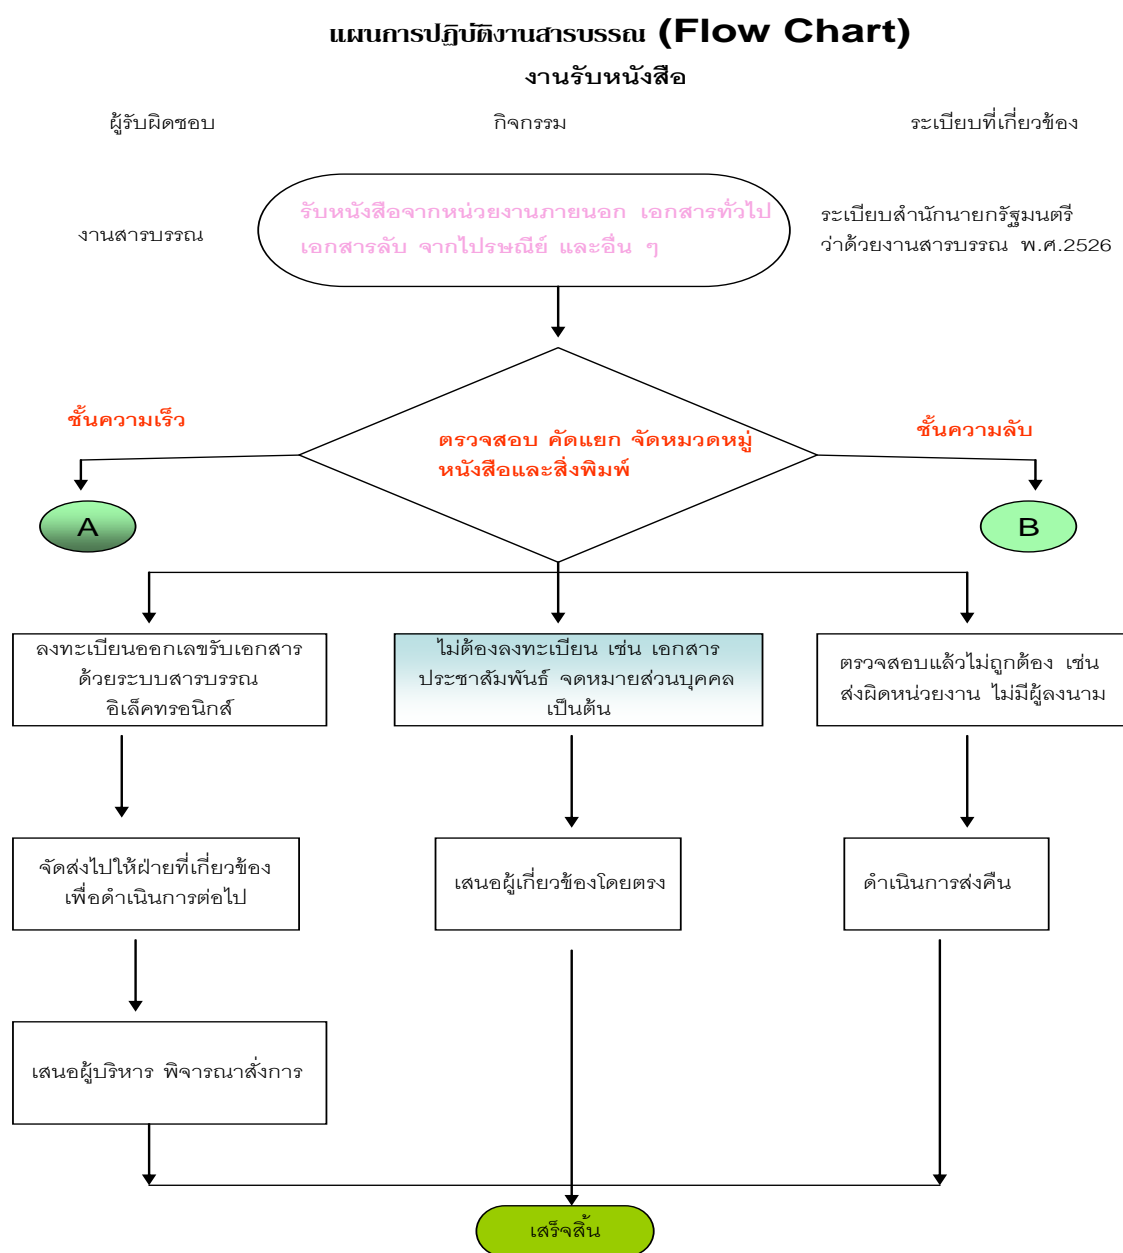 แผนการปฏิบัติงานสารบรรณ (Flow Chart)
งานรับหนังสือ
ผู้รับผิดชอบ
กิจกรรม
ระเบียบที่เกี่ยวข้อง
งานสารบรรณ
รับหนังสือจากหน่วยงานภายนอก เอกสารทั่วไป
เอกสารลับ จากไปรษณีย์ และอื่น ๆ
ระเบียบสำนักนายกรัฐมนตรี
ว่าด้วยงานสารบรรณ พ.ศ.2526
ชั้นความเร็ว
ตรวจสอบ คัดแยก จัดหมวดหมู่
หนังสือและสิ่งพิมพ์
ชั้นความลับ
A
B
ลงทะเบียนออกเลขรับเอกสาร
ด้วยระบบสารบรรณ
อิเล็คทรอนิกส์
ไม่ต้องลงทะเบียน เช่น เอกสาร
ประชาสัมพันธ์ จดหมายส่วนบุคคล
เป็นต้น
ตรวจสอบแล้วไม่ถูกต้อง เช่น
ส่งผิดหน่วยงาน ไม่มีผู้ลงนาม
จัดส่งไปให้ฝ่ายที่เกี่ยวข้อง
เพื่อดำเนินการต่อไป
เสนอผู้เกี่ยวข้องโดยตรง
ดำเนินการส่งคืน
เสนอผู้บริหาร พิจารณาสั่งการ
เสร็จสิ้น